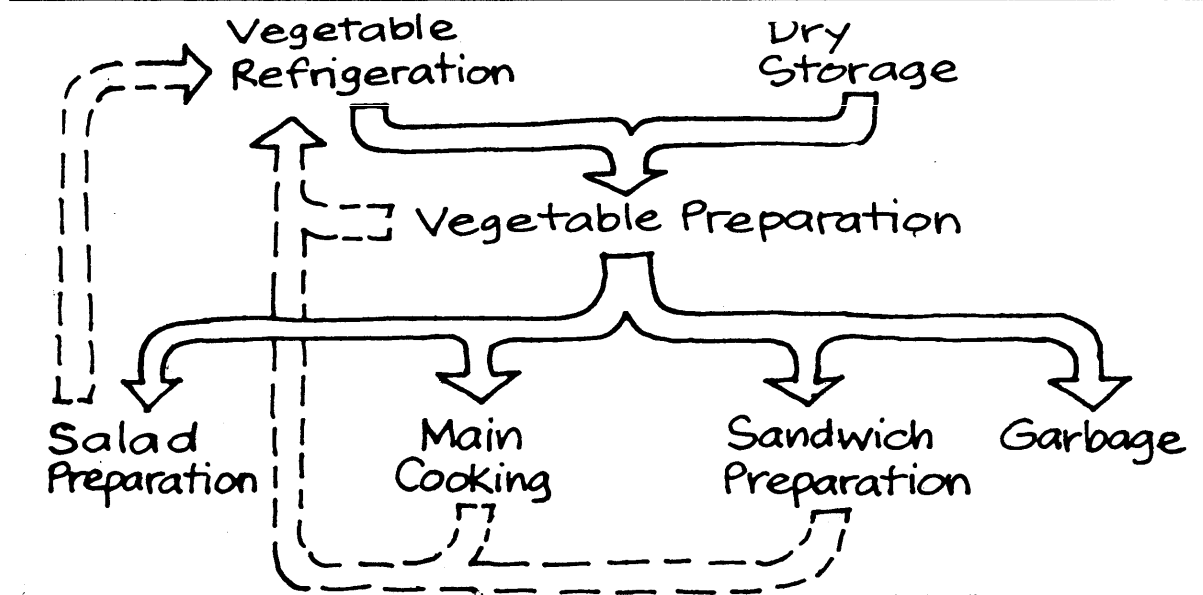 Vegetable
Refrigeration
Dry
Storage
Vegetable Preparation
Salad
Preparation
Main
Cooking
Sandwich
Preparation
Garbage